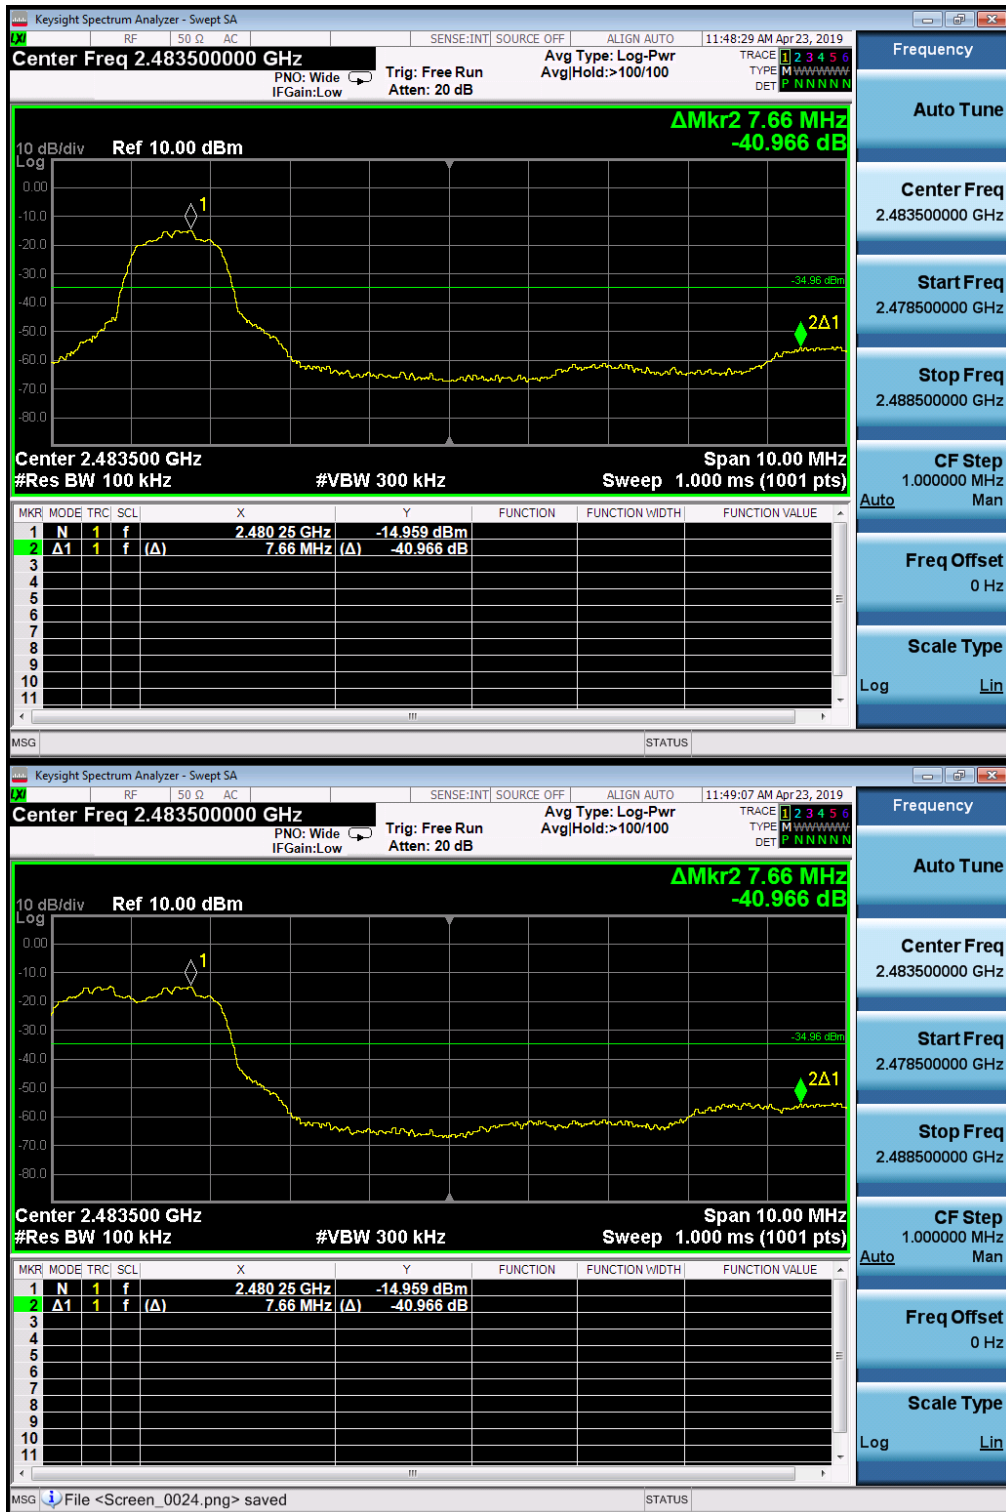 Keysight Spectrum Analyzer - Swept SA
LXI RF 50 Ω AC SENSE:INT SOURCE OFF ALIGN AUTO 11:48:29 AM Apr 23, 2019
Center Freq 2.483500000 GHz
PNO: Wide
IFGain:Low
Trig: Free Run
Atten: 20 dB
Avg Type: Log-Pwr
Avg|Hold:>100/100
TRACE 1 2 3 4 5 6
TYPE M WWWWW
DET P N N N N N
ΔMkr2 7.66 MHz
-40.966 dB
10 dB/div Ref 10.00 dBm
Log
0.00
-10.0
-20.0
-30.0
-40.0
-50.0
-60.0
-70.0
-80.0
1
-34.96 dBm
2Δ1
Center 2.483500 GHz Span 10.00 MHz
#Res BW 100 kHz #VBW 300 kHz Sweep 1.000 ms (1001 pts)
MKR MODE TRC SCL X Y FUNCTION FUNCTION WIDTH FUNCTION VALUE
1 N 1 f 2.480 25 GHz -14.959 dBm
2 Δ1 1 f (Δ) 7.66 MHz (Δ) -40.966 dB
3
4
5
6
7
8
9
10
11
MSG STATUS
Frequency
Auto Tune
Center Freq
2.483500000 GHz
Start Freq
2.478500000 GHz
Stop Freq
2.488500000 GHz
CF Step
1.000000 MHz
Auto Man
Freq Offset
0 Hz
Scale Type
Log Lin
Keysight Spectrum Analyzer - Swept SA
LXI RF 50 Ω AC SENSE:INT SOURCE OFF ALIGN AUTO 11:49:07 AM Apr 23, 2019
Center Freq 2.483500000 GHz
PNO: Wide
IFGain:Low
Trig: Free Run
Atten: 20 dB
Avg Type: Log-Pwr
Avg|Hold:>100/100
TRACE 1 2 3 4 5 6
TYPE M WWWWW
DET P N N N N N
ΔMkr2 7.66 MHz
-40.966 dB
10 dB/div Ref 10.00 dBm
Log
0.00
-10.0
-20.0
-30.0
-40.0
-50.0
-60.0
-70.0
-80.0
1
-34.96 dBm
2Δ1
Center 2.483500 GHz Span 10.00 MHz
#Res BW 100 kHz #VBW 300 kHz Sweep 1.000 ms (1001 pts)
MKR MODE TRC SCL X Y FUNCTION FUNCTION WIDTH FUNCTION VALUE
1 N 1 f 2.480 25 GHz -14.959 dBm
2 Δ1 1 f (Δ) 7.66 MHz (Δ) -40.966 dB
3
4
5
6
7
8
9
10
11
MSG File <Screen_0024.png> saved STATUS
Frequency
Auto Tune
Center Freq
2.483500000 GHz
Start Freq
2.478500000 GHz
Stop Freq
2.488500000 GHz
CF Step
1.000000 MHz
Auto Man
Freq Offset
0 Hz
Scale Type
Log Lin